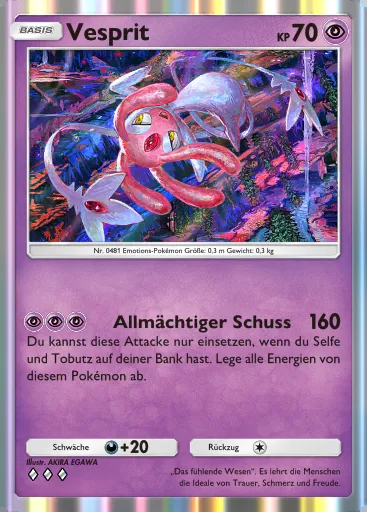 BASIS Vesprit KP 70
Nr. 0481 Emotions-Pokémon Größe: 0,3 m Gewicht: 0,3 kg
Allmächtiger Schuss 160
Du kannst diese Attacke nur einsetzen, wenn du Selfe
und Tobutz auf deiner Bank hast. Lege alle Energien von
diesem Pokémon ab.
Schwäche +20 Rückzug
Illustr. AKIRA EGAWA
„Das fühlende Wesen“. Es lehrt die Menschen
die Ideale von Trauer, Schmerz und Freude.